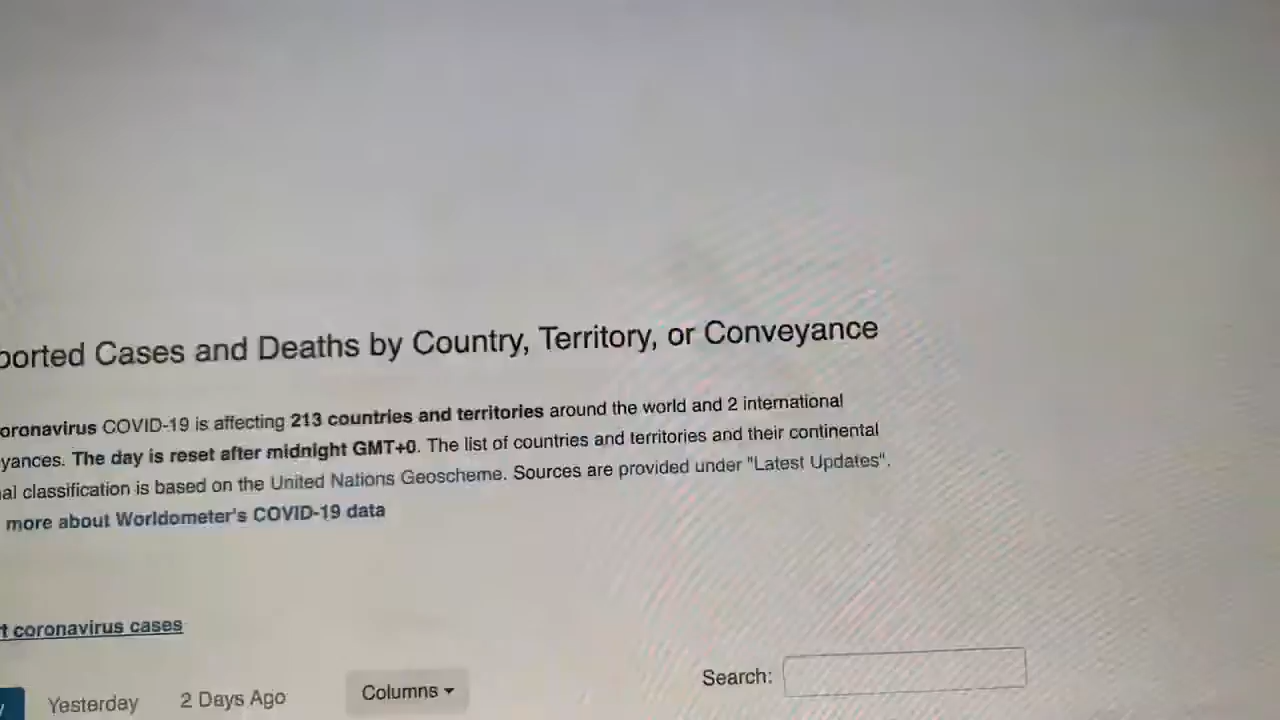 ported Cases and Deaths by Country, Territory, or Conveyance
oronavirus COVID-19 is affecting 213 countries and territories around the world and 2 international
yances. The day is reset after midnight GMT+0. The list of countries and territories and their continental
al classification is based on the United Nations Geoscheme. Sources are provided under "Latest Updates".
more about Worldometer's COVID-19 data
t coronavirus cases
Search:
y Yesterday 2 Days Ago Columns